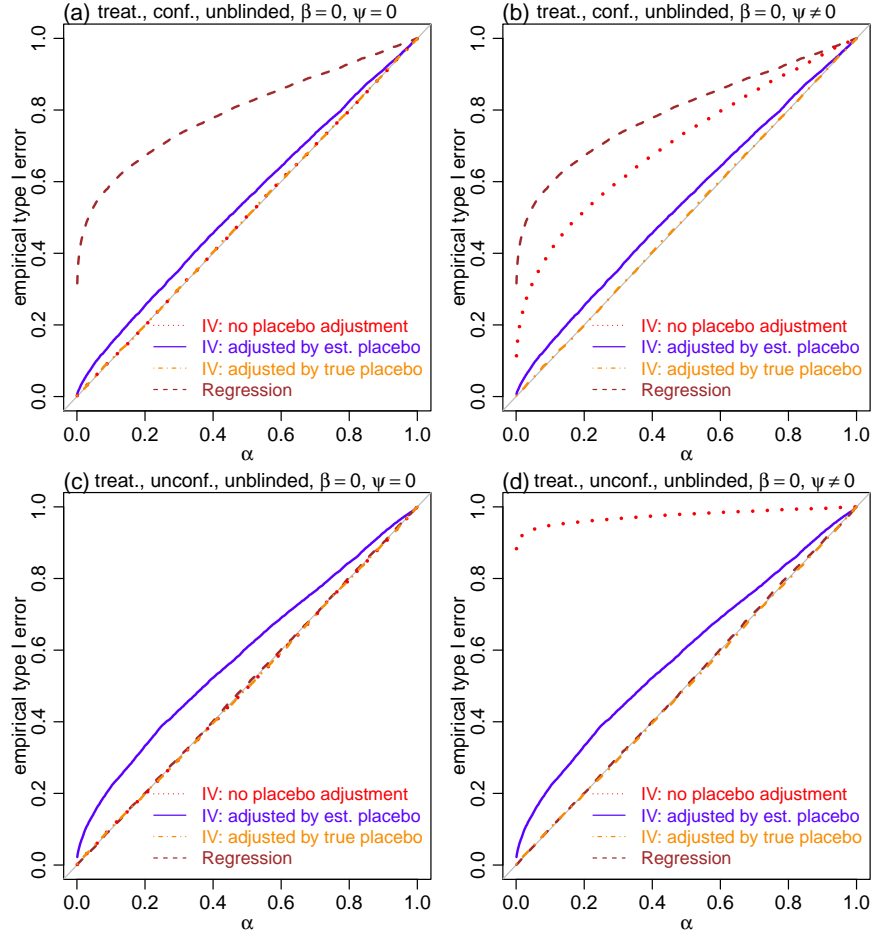 (a) treat., conf., unblinded, β = 0, ψ = 0
empirical type I error
1.0
0.8
0.6
0.4
0.2
0.0
IV: no placebo adjustment
IV: adjusted by est. placebo
IV: adjusted by true placebo
Regression
0.0 0.2 0.4 0.6 0.8 1.0
α
(b) treat., conf., unblinded, β = 0, ψ ≠ 0
empirical type I error
1.0
0.8
0.6
0.4
0.2
0.0
IV: no placebo adjustment
IV: adjusted by est. placebo
IV: adjusted by true placebo
Regression
0.0 0.2 0.4 0.6 0.8 1.0
α
(c) treat., unconf., unblinded, β = 0, ψ = 0
empirical type I error
1.0
0.8
0.6
0.4
0.2
0.0
IV: no placebo adjustment
IV: adjusted by est. placebo
IV: adjusted by true placebo
Regression
0.0 0.2 0.4 0.6 0.8 1.0
α
(d) treat., unconf., unblinded, β = 0, ψ ≠ 0
empirical type I error
1.0
0.8
0.6
0.4
0.2
0.0
IV: no placebo adjustment
IV: adjusted by est. placebo
IV: adjusted by true placebo
Regression
0.0 0.2 0.4 0.6 0.8 1.0
α